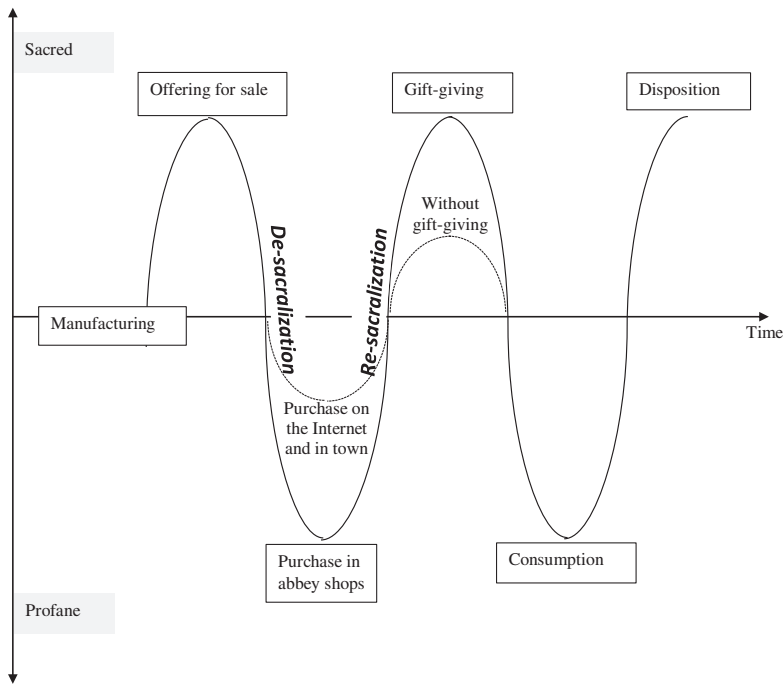 Sacred
Offering for sale
Gift-giving
Disposition
Without
gift-giving
De-sacralization
Re-sacralization
Manufacturing
Time
Purchase on
the Internet
and in town
Purchase in
abbey shops
Consumption
Profane